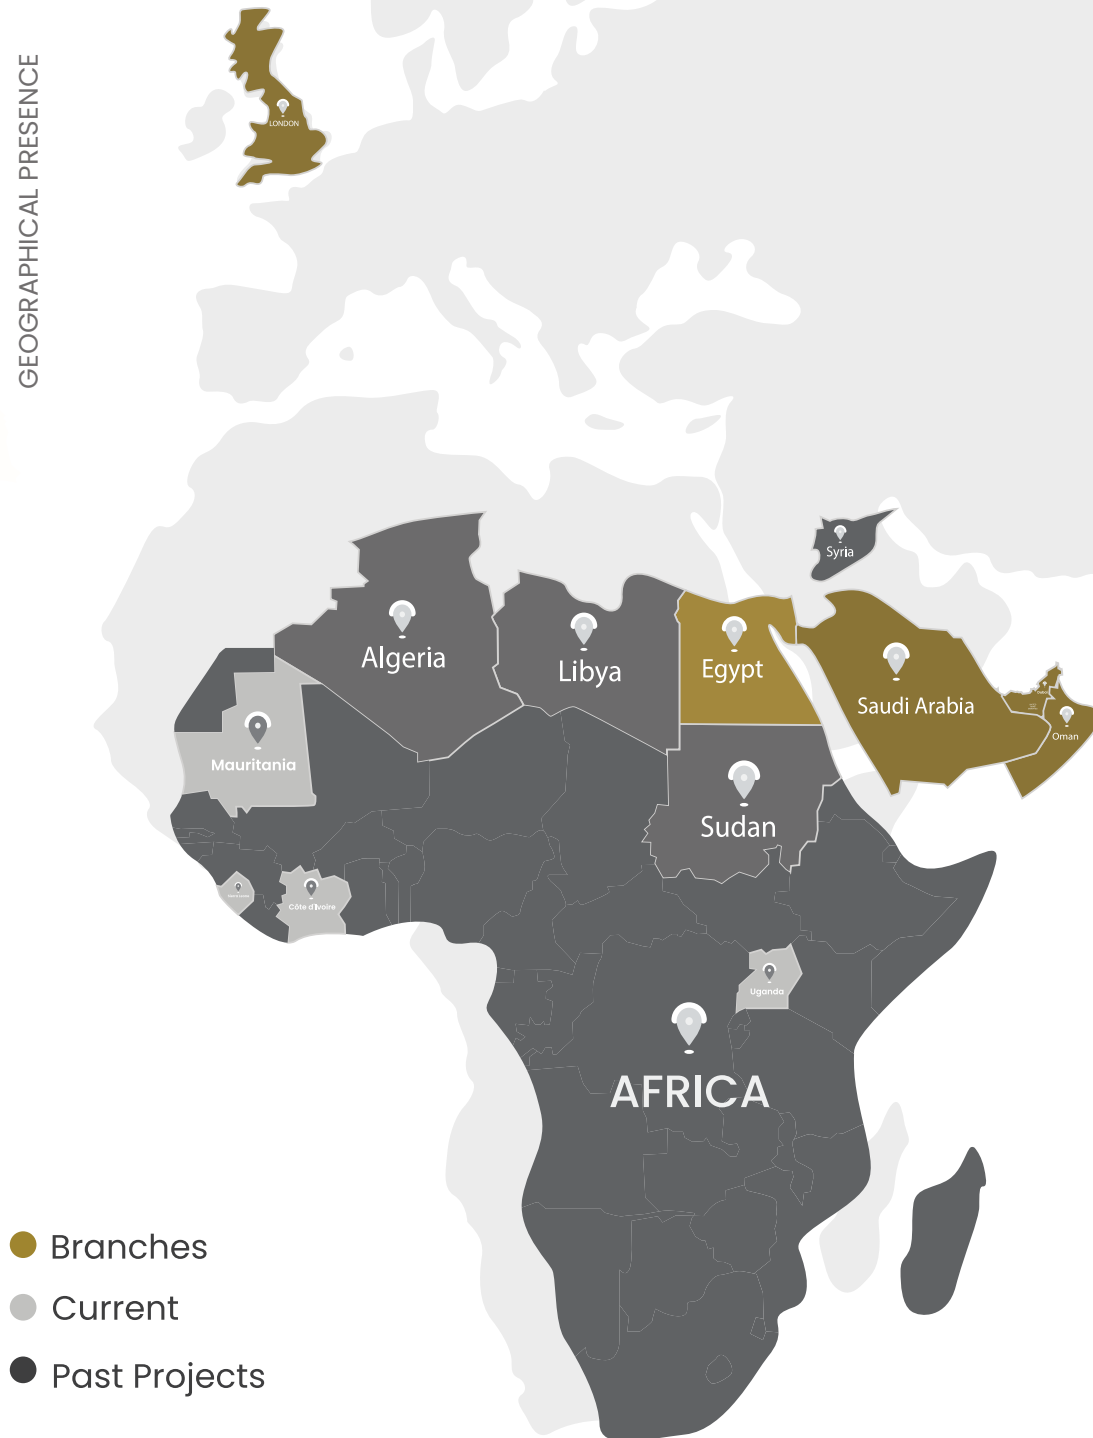 GEOGRAPHICAL PRESENCE
LONDON
Syria
Algeria
Libya
Egypt
Saudi Arabia
Oman
Mauritania
Sudan
Côte d'Ivoire
Uganda
AFRICA
Branches
Current
Past Projects